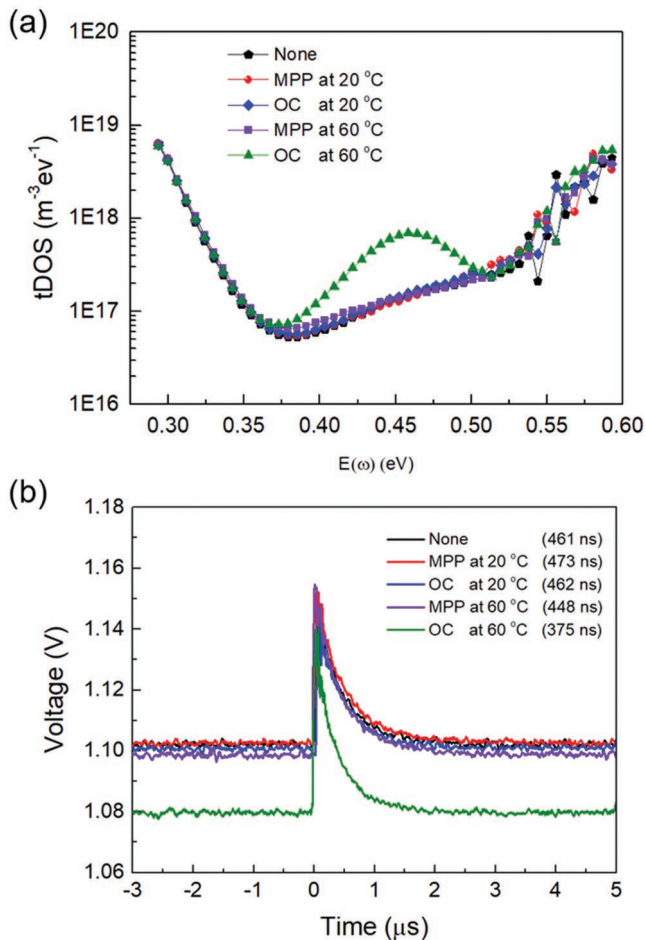 (a)
1E20
1E19
1E18
1E17
1E16
tDOS (m⁻³ev⁻¹)
None
MPP at 20 °C
OC at 20 °C
MPP at 60 °C
OC at 60 °C
0.30 0.35 0.40 0.45 0.50 0.55 0.60
E(ω) (eV)
(b)
1.18
1.16
1.14
1.12
1.10
1.08
1.06
Voltage (V)
None (461 ns)
MPP at 20 °C (473 ns)
OC at 20 °C (462 ns)
MPP at 60 °C (448 ns)
OC at 60 °C (375 ns)
-3 -2 -1 0 1 2 3 4 5
Time (μs)